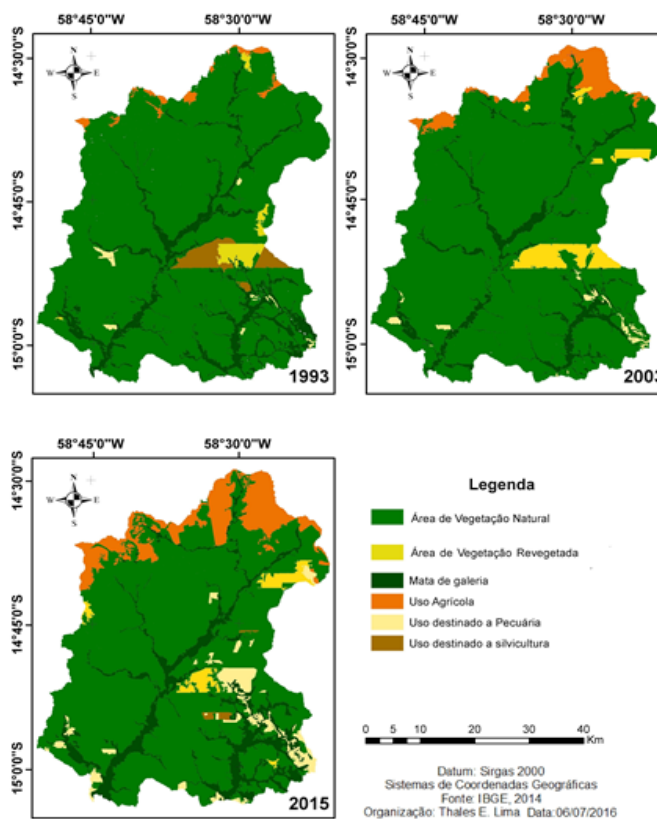 58°45'0"W 58°30'0"W
14°30'0"S
14°45'0"S
15°0'0"S
N
W E
S
1993
58°45'0"W 58°30'0"W
14°30'0"S
14°45'0"S
15°0'0"S
N
W E
S
2003
58°45'0"W 58°30'0"W
14°30'0"S
14°45'0"S
15°0'0"S
N
W E
S
2015
Legenda
Área de Vegetação Natural
Área de Vegetação Revegetada
Mata de galeria
Uso Agrícola
Uso destinado a Pecuária
Uso destinado a silvicultura
0 5 10 20 30 40
Km
Datum: Sirgas 2000
Sistemas de Coordenadas Geográficas
Fonte: IBGE, 2014
Organização: Thales E. Lima Data:06/07/2016